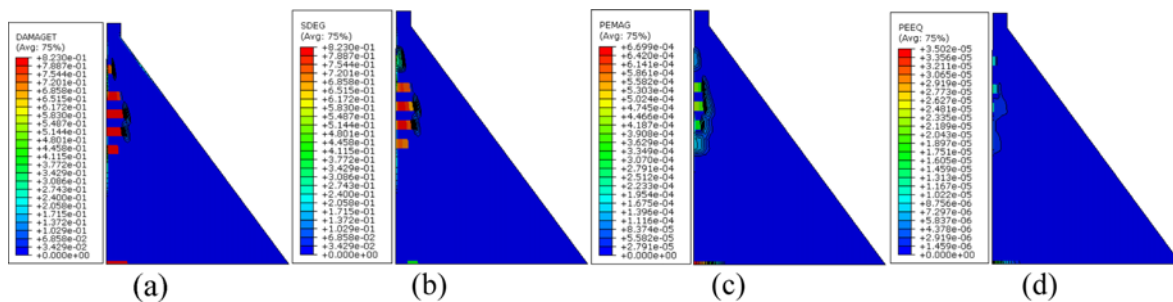 DAMAGET
(Avg: 75%)
+8.230e-01
+7.887e-01
+7.544e-01
+7.201e-01
+6.858e-01
+6.515e-01
+6.172e-01
+5.830e-01
+5.487e-01
+5.144e-01
+4.801e-01
+4.458e-01
+4.115e-01
+3.772e-01
+3.429e-01
+3.086e-01
+2.743e-01
+2.400e-01
+2.058e-01
+1.715e-01
+1.372e-01
+1.029e-01
+6.858e-02
+3.429e-02
+0.000e+00
(a)
SDEG
(Avg: 75%)
+8.230e-01
+7.887e-01
+7.544e-01
+7.201e-01
+6.858e-01
+6.515e-01
+6.172e-01
+5.830e-01
+5.487e-01
+5.144e-01
+4.801e-01
+4.458e-01
+4.115e-01
+3.772e-01
+3.429e-01
+3.086e-01
+2.743e-01
+2.400e-01
+2.058e-01
+1.715e-01
+1.372e-01
+1.029e-01
+6.858e-02
+3.429e-02
+0.000e+00
(b)
PEMAG
(Avg: 75%)
+6.699e-04
+6.420e-04
+6.141e-04
+5.861e-04
+5.582e-04
+5.303e-04
+5.024e-04
+4.745e-04
+4.466e-04
+4.187e-04
+3.908e-04
+3.629e-04
+3.349e-04
+3.070e-04
+2.791e-04
+2.512e-04
+2.233e-04
+1.954e-04
+1.675e-04
+1.396e-04
+1.116e-04
+8.374e-05
+5.582e-05
+2.791e-05
+0.000e+00
(c)
PEEQ
(Avg: 75%)
+3.502e-05
+3.356e-05
+3.211e-05
+3.065e-05
+2.919e-05
+2.773e-05
+2.627e-05
+2.481e-05
+2.335e-05
+2.189e-05
+2.043e-05
+1.897e-05
+1.751e-05
+1.605e-05
+1.459e-05
+1.313e-05
+1.167e-05
+1.022e-05
+8.756e-06
+7.297e-06
+5.837e-06
+4.378e-06
+2.919e-06
+1.459e-06
+0.000e+00
(d)